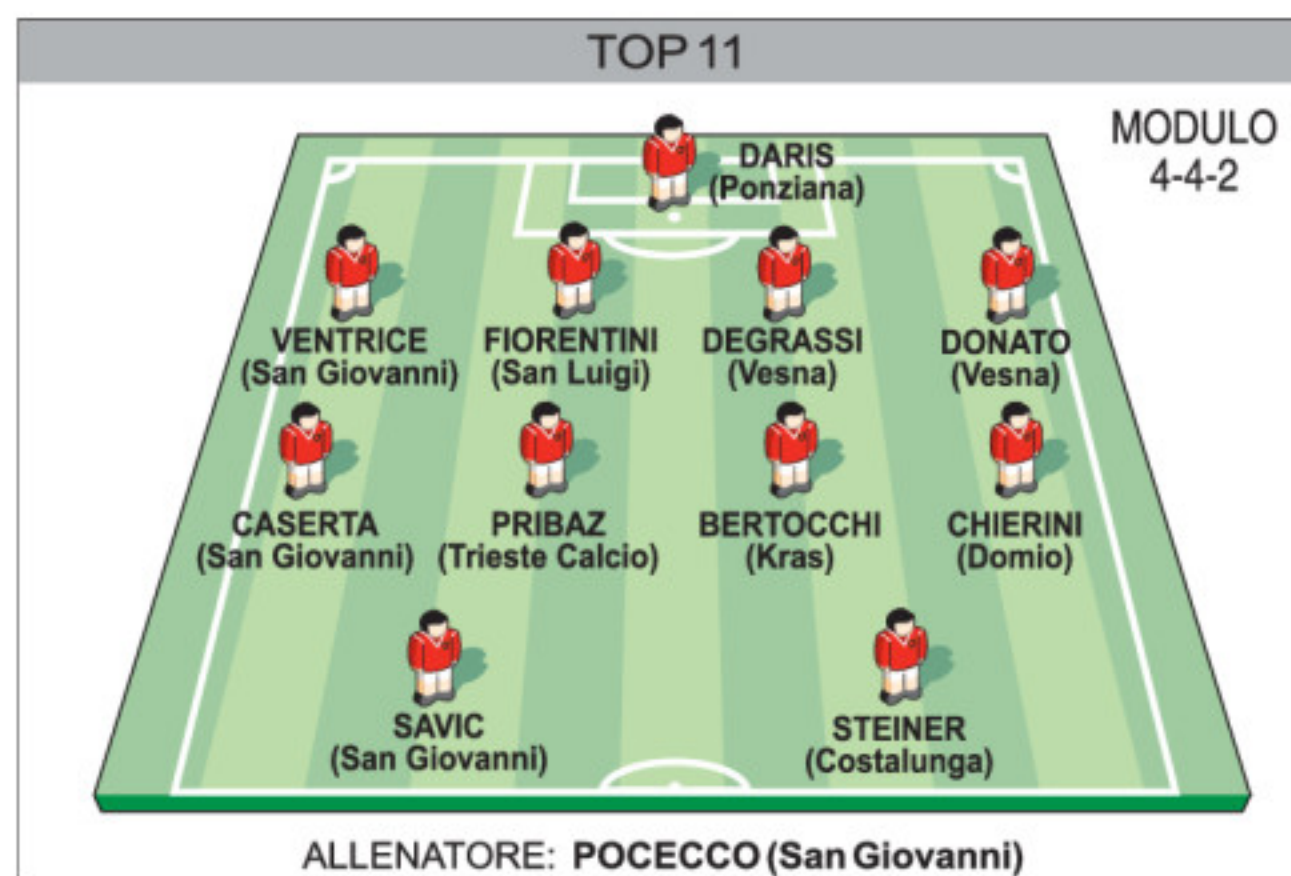 TOP 11
MODULO
4-4-2
DARIS
(Ponziana)
VENTRICE
(San Giovanni)
FIORENTINI
(San Luigi)
DEGRASSI
(Vesna)
DONATO
(Vesna)
CASERTA
(San Giovanni)
PRIBAZ
(Trieste Calcio)
BERTOCCHI
(Kras)
CHIERINI
(Domio)
SAVIC
(San Giovanni)
STEINER
(Costalunga)
ALLENATORE: POCECCO (San Giovanni)